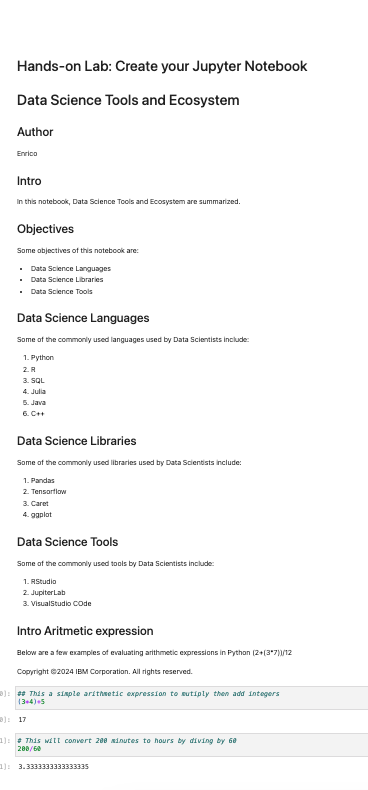 Hands-on Lab: Create your Jupyter Notebook
Data Science Tools and Ecosystem
Author
Enrico
Intro
In this notebook, Data Science Tools and Ecosystem are summarized.
Objectives
Some objectives of this notebook are:
• Data Science Languages
• Data Science Libraries
• Data Science Tools
Data Science Languages
Some of the commonly used languages used by Data Scientists include:
1. Python
2. R
3. SQL
4. Julia
5. Java
6. C++
Data Science Libraries
Some of the commonly used libraries used by Data Scientists include:
1. Pandas
2. Tensorflow
3. Caret
4. ggplot
Data Science Tools
Some of the commonly used tools by Data Scientists include:
1. RStudio
2. JupiterLab
3. VisualStudio COde
Intro Aritmetic expression
Below are a few examples of evaluating arithmetic expressions in Python (2+(3*7))/12
Copyright ©2024 IBM Corporation. All rights reserved.
0]: ## This a simple arithmetic expression to mutiply then add integers
(3*4)+5
0]: 17
1]: # This will convert 200 minutes to hours by diving by 60
200/60
1]: 3.3333333333333335